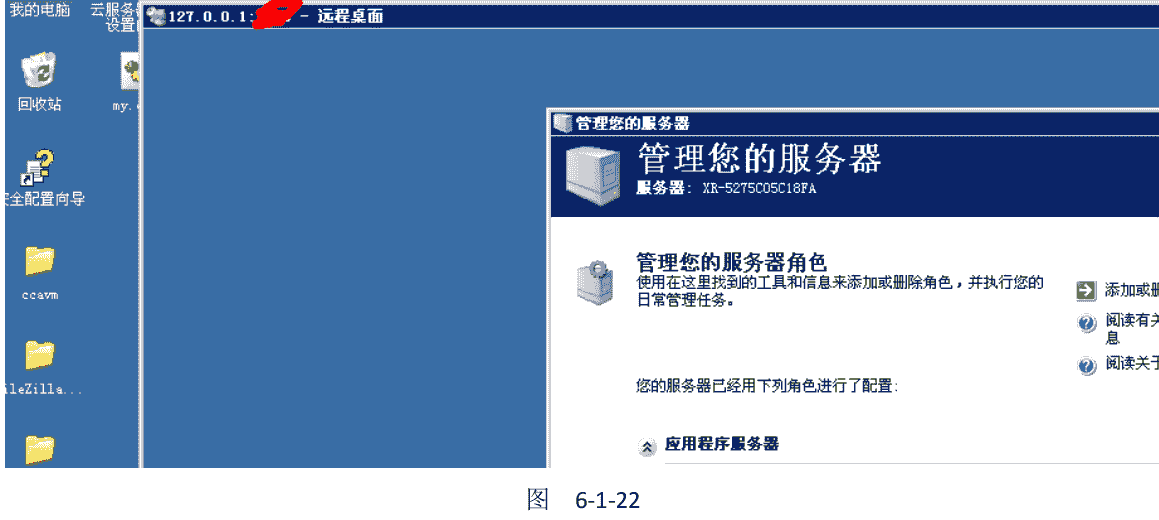 我的电脑
云服务
设置
127.0.0.1: - 远程桌面
回收站
my.
管理您的服务器
管理您的服务器
服务器: XR-5275C05C18FA
全配置向导
管理您的服务器角色
使用在这里找到的工具和信息来添加或删除角色，并执行您的
日常管理任务。
添加或
阅读有关
息
阅读关于
ccavm
ileZilla...
您的服务器已经用下列角色进行了配置:
应用程序服务器
图 6-1-22